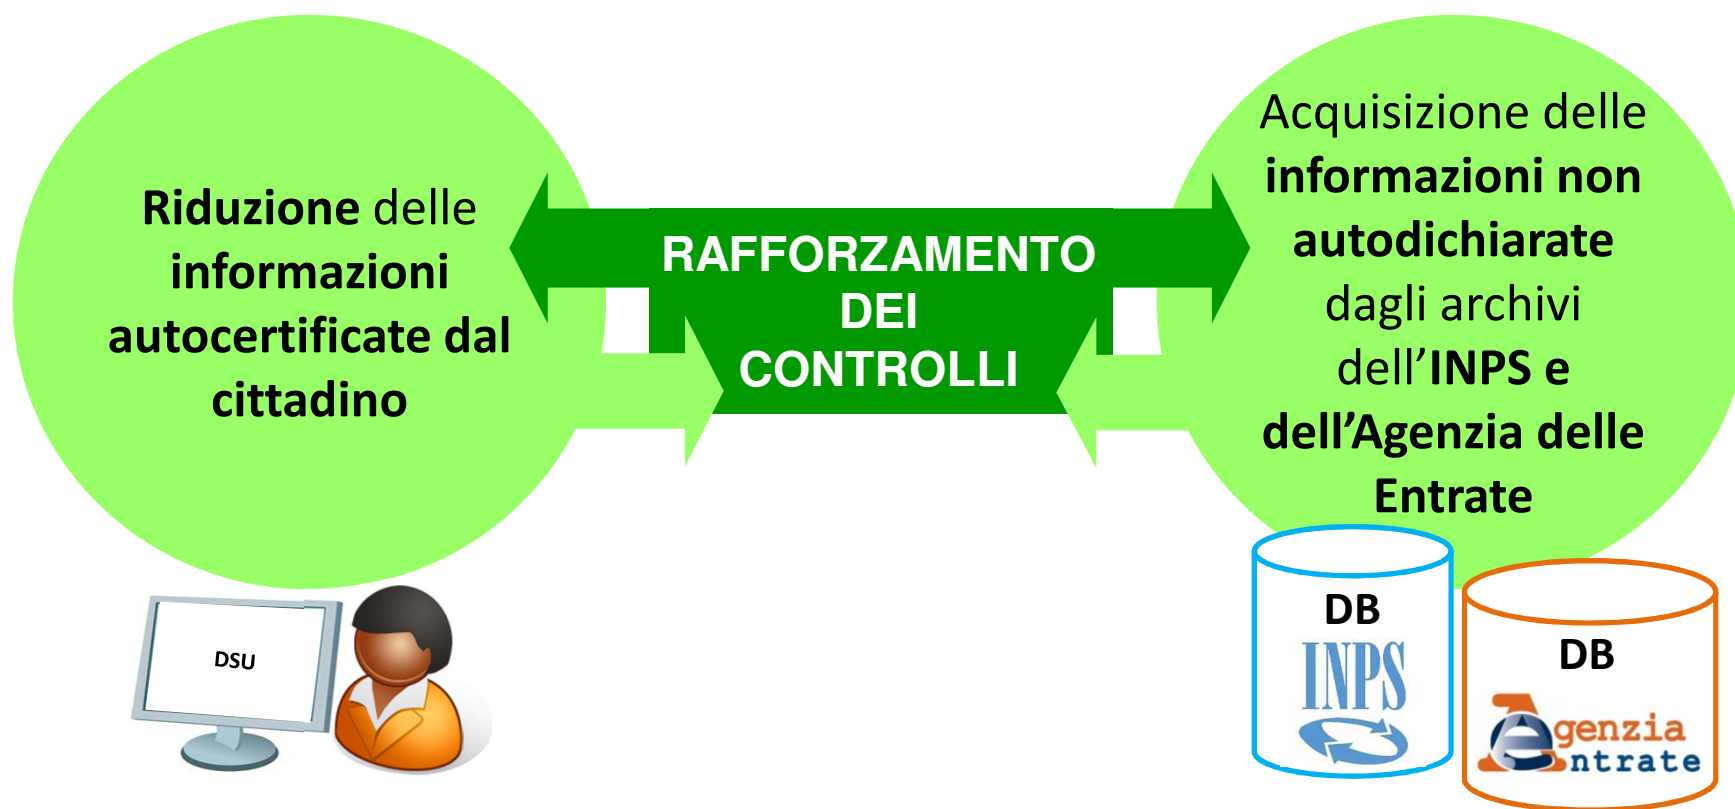 Riduzione delle
informazioni
autocertificate dal
cittadino
RAFFORZAMENTO
DEI
CONTROLLI
Acquisizione delle
informazioni non
autodichiarate
dagli archivi
dell’INPS e
dell’Agenzia delle
Entrate
DSU
DB
INPS
DB
Agenzia
Entrate